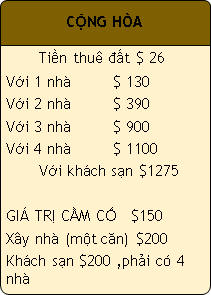 CỘNG HÒA
Tiền thuê đất $ 26
Với 1 nhà $ 130
Với 2 nhà $ 390
Với 3 nhà $ 900
Với 4 nhà $ 1100
Với khách sạn $1275
GIÁ TRỊ CẦM CỐ $150
Xây nhà (một căn) $200
Khách sạn $200 ,phải có 4
nhà